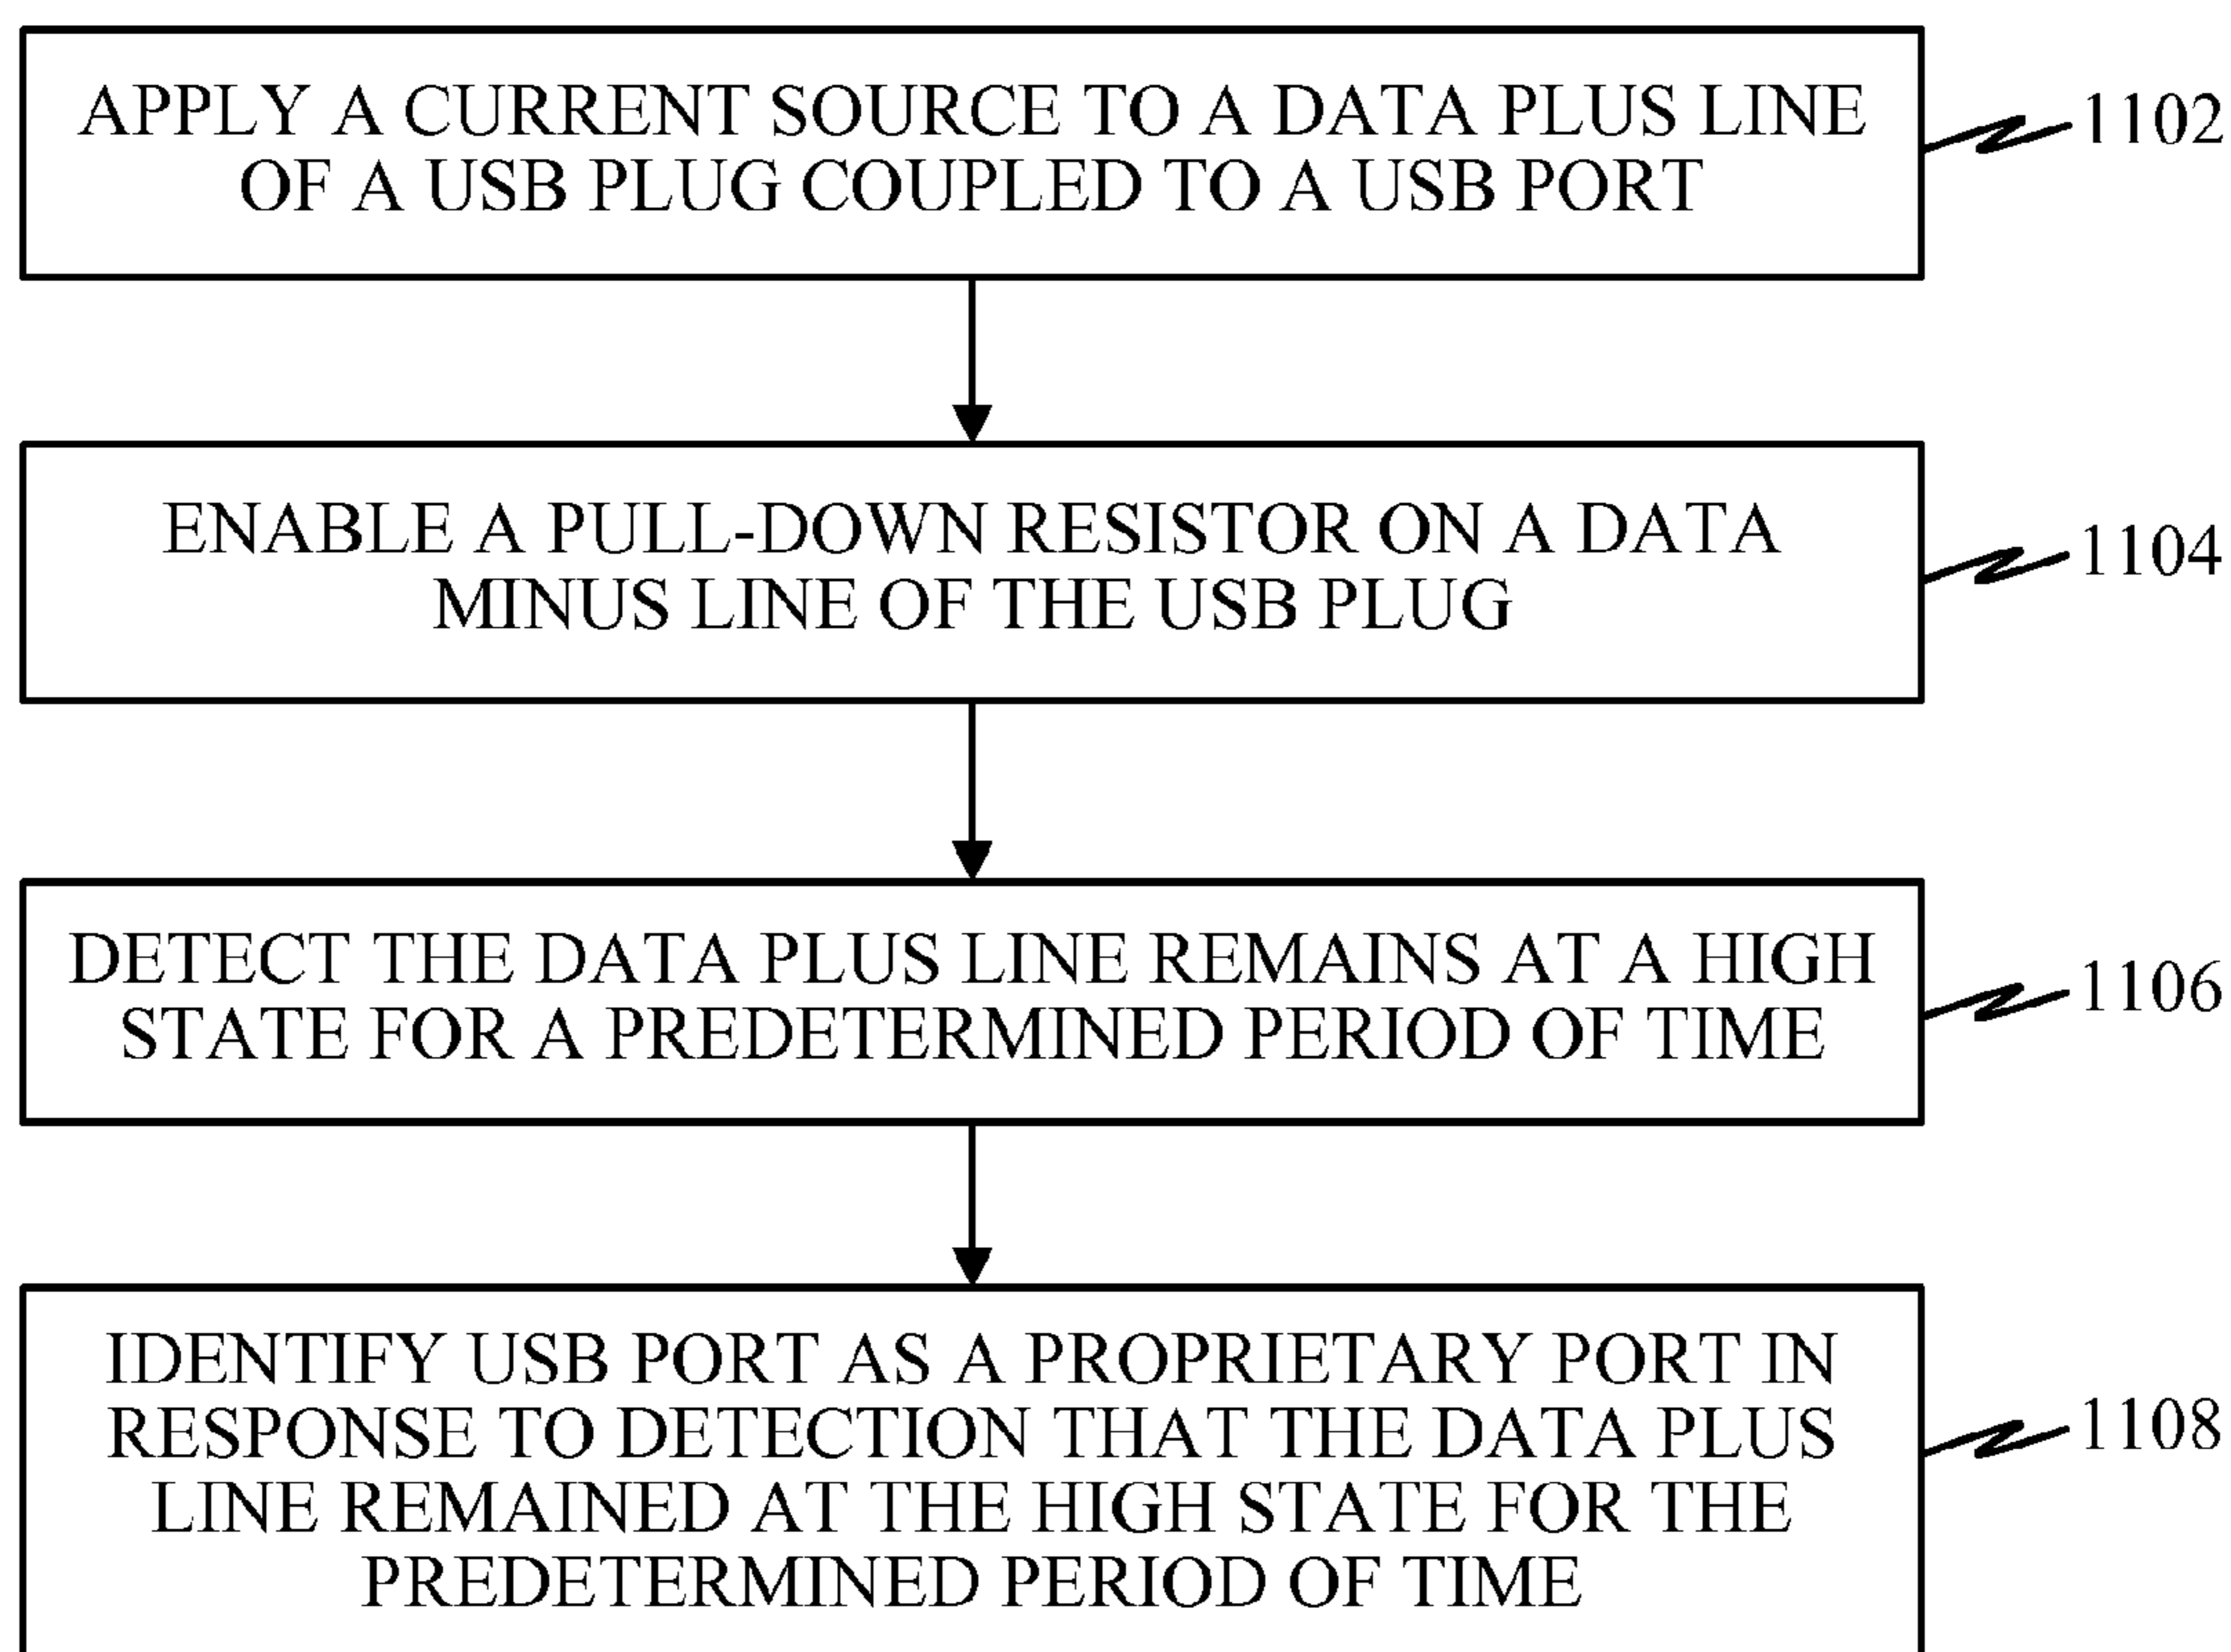 APPLY A CURRENT SOURCE TO A DATA PLUS LINE
OF A USB PLUG COUPLED TO A USB PORT
1102
ENABLE A PULL-DOWN RESISTOR ON A DATA
MINUS LINE OF THE USB PLUG
1104
DETECT THE DATA PLUS LINE REMAINS AT A HIGH
STATE FOR A PREDETERMINED PERIOD OF TIME
1106
IDENTIFY USB PORT AS A PROPRIETARY PORT IN
RESPONSE TO DETECTION THAT THE DATA PLUS
LINE REMAINED AT THE HIGH STATE FOR THE
PREDETERMINED PERIOD OF TIME
1108